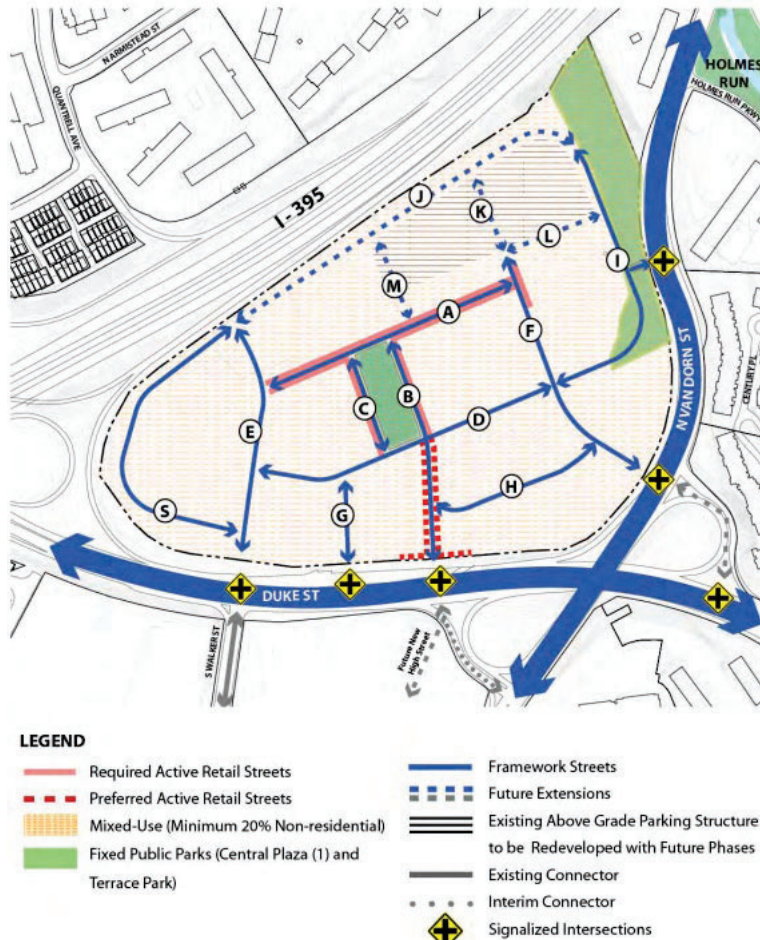 N ARMISTEAD ST
QUANTRELL AVE
HOLMES
RUN
HOLMES RUN PKWY
I-395
J
K
L
I
M
A
F
B
C
D
E
H
S
G
N VAN DORN ST
CENTURY PL
DUKE ST
S WALKER ST
Future New
High Street
LEGEND
Required Active Retail Streets
Preferred Active Retail Streets
Mixed-Use (Minimum 20% Non-residential)
Fixed Public Parks (Central Plaza (1) and
Terrace Park)
Framework Streets
Future Extensions
Existing Above Grade Parking Structure
to be Redeveloped with Future Phases
Existing Connector
Interim Connector
Signalized Intersections